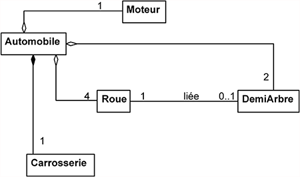 1
Moteur
Automobile
2
4
Roue
1
liée
0..1
DemiArbre
1
Carrosserie